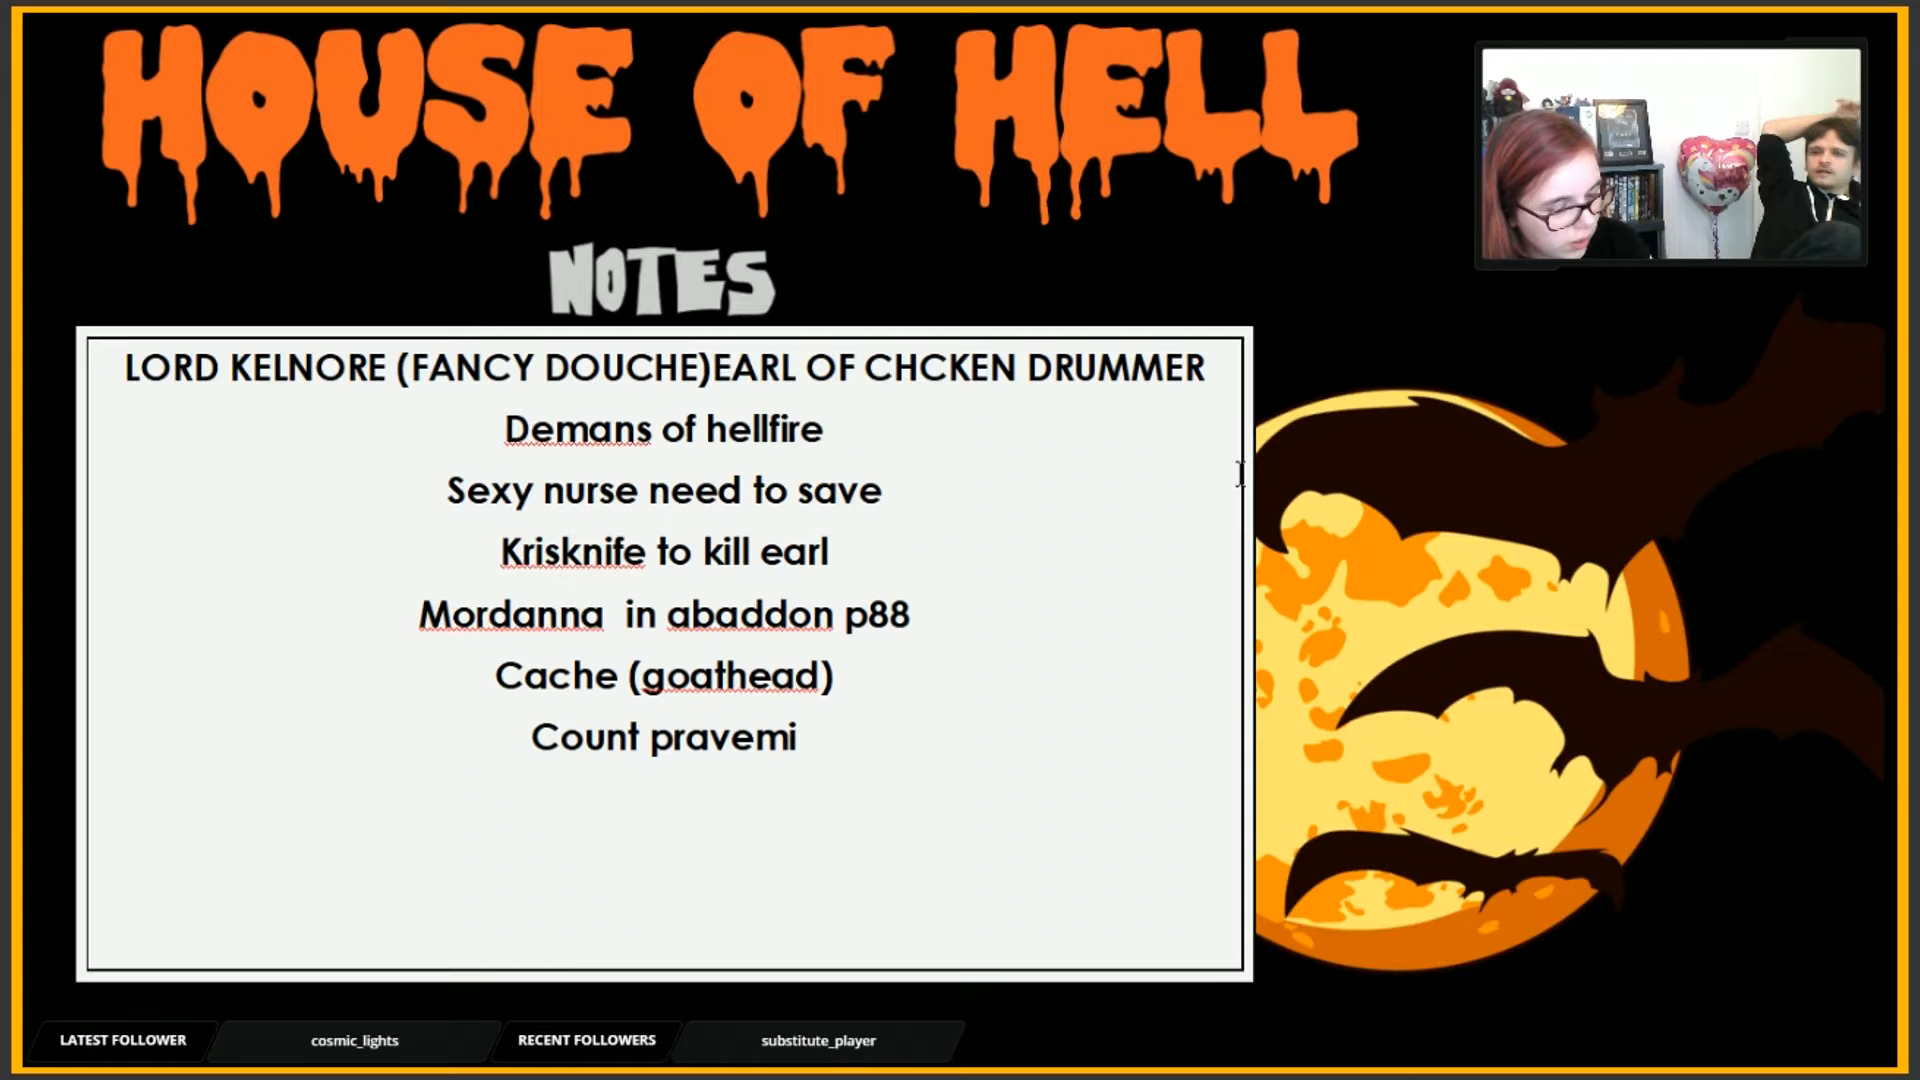 HOUSE OF HELL
NOTES
LORD KELNORE (FANCY DOUCHE)EARL OF CHCKEN DRUMMER
Demans of hellfire
Sexy nurse need to save
Krisknife to kill earl
Mordanna in abaddon p88
Cache (goathead)
Count pravemi
LATEST FOLLOWER
cosmic_lights
RECENT FOLLOWERS
substitute_player